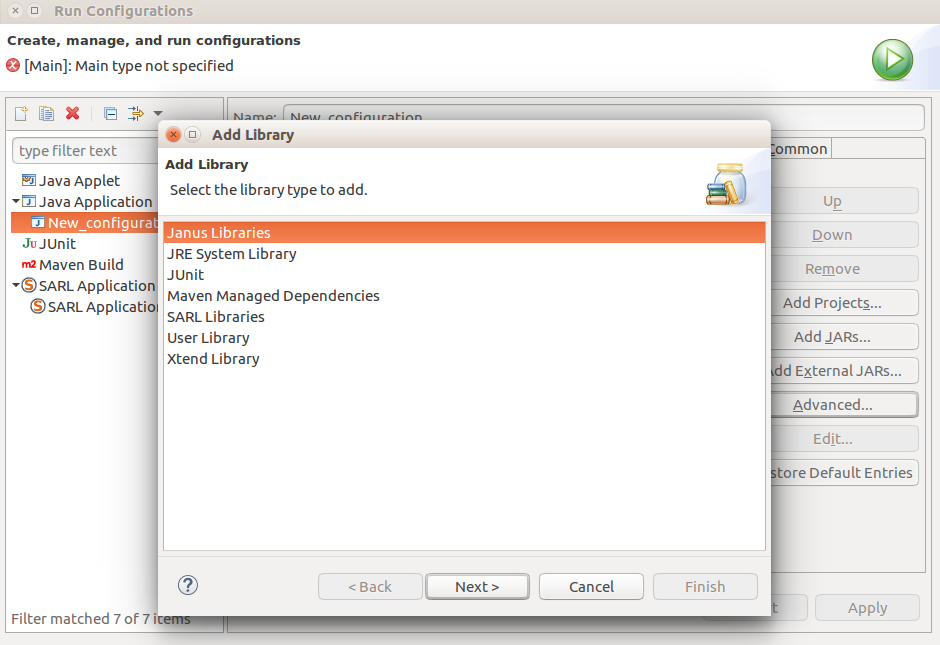 Run Configurations
Create, manage, and run configurations
[Main]: Main type not specified
Name: New_configuration
type filter text
Java Applet
Java Application
New_configurat
JUnit
Maven Build
SARL Application
SARL Applicatio
Filter matched 7 of 7 items
Add Library
Add Library
Select the library type to add.
Janus Libraries
JRE System Library
JUnit
Maven Managed Dependencies
SARL Libraries
User Library
Xtend Library
< Back
Next >
Cancel
Finish
Common
Up
Down
Remove
Add Projects...
Add JARs...
Add External JARs...
Advanced...
Edit...
store Default Entries
Apply